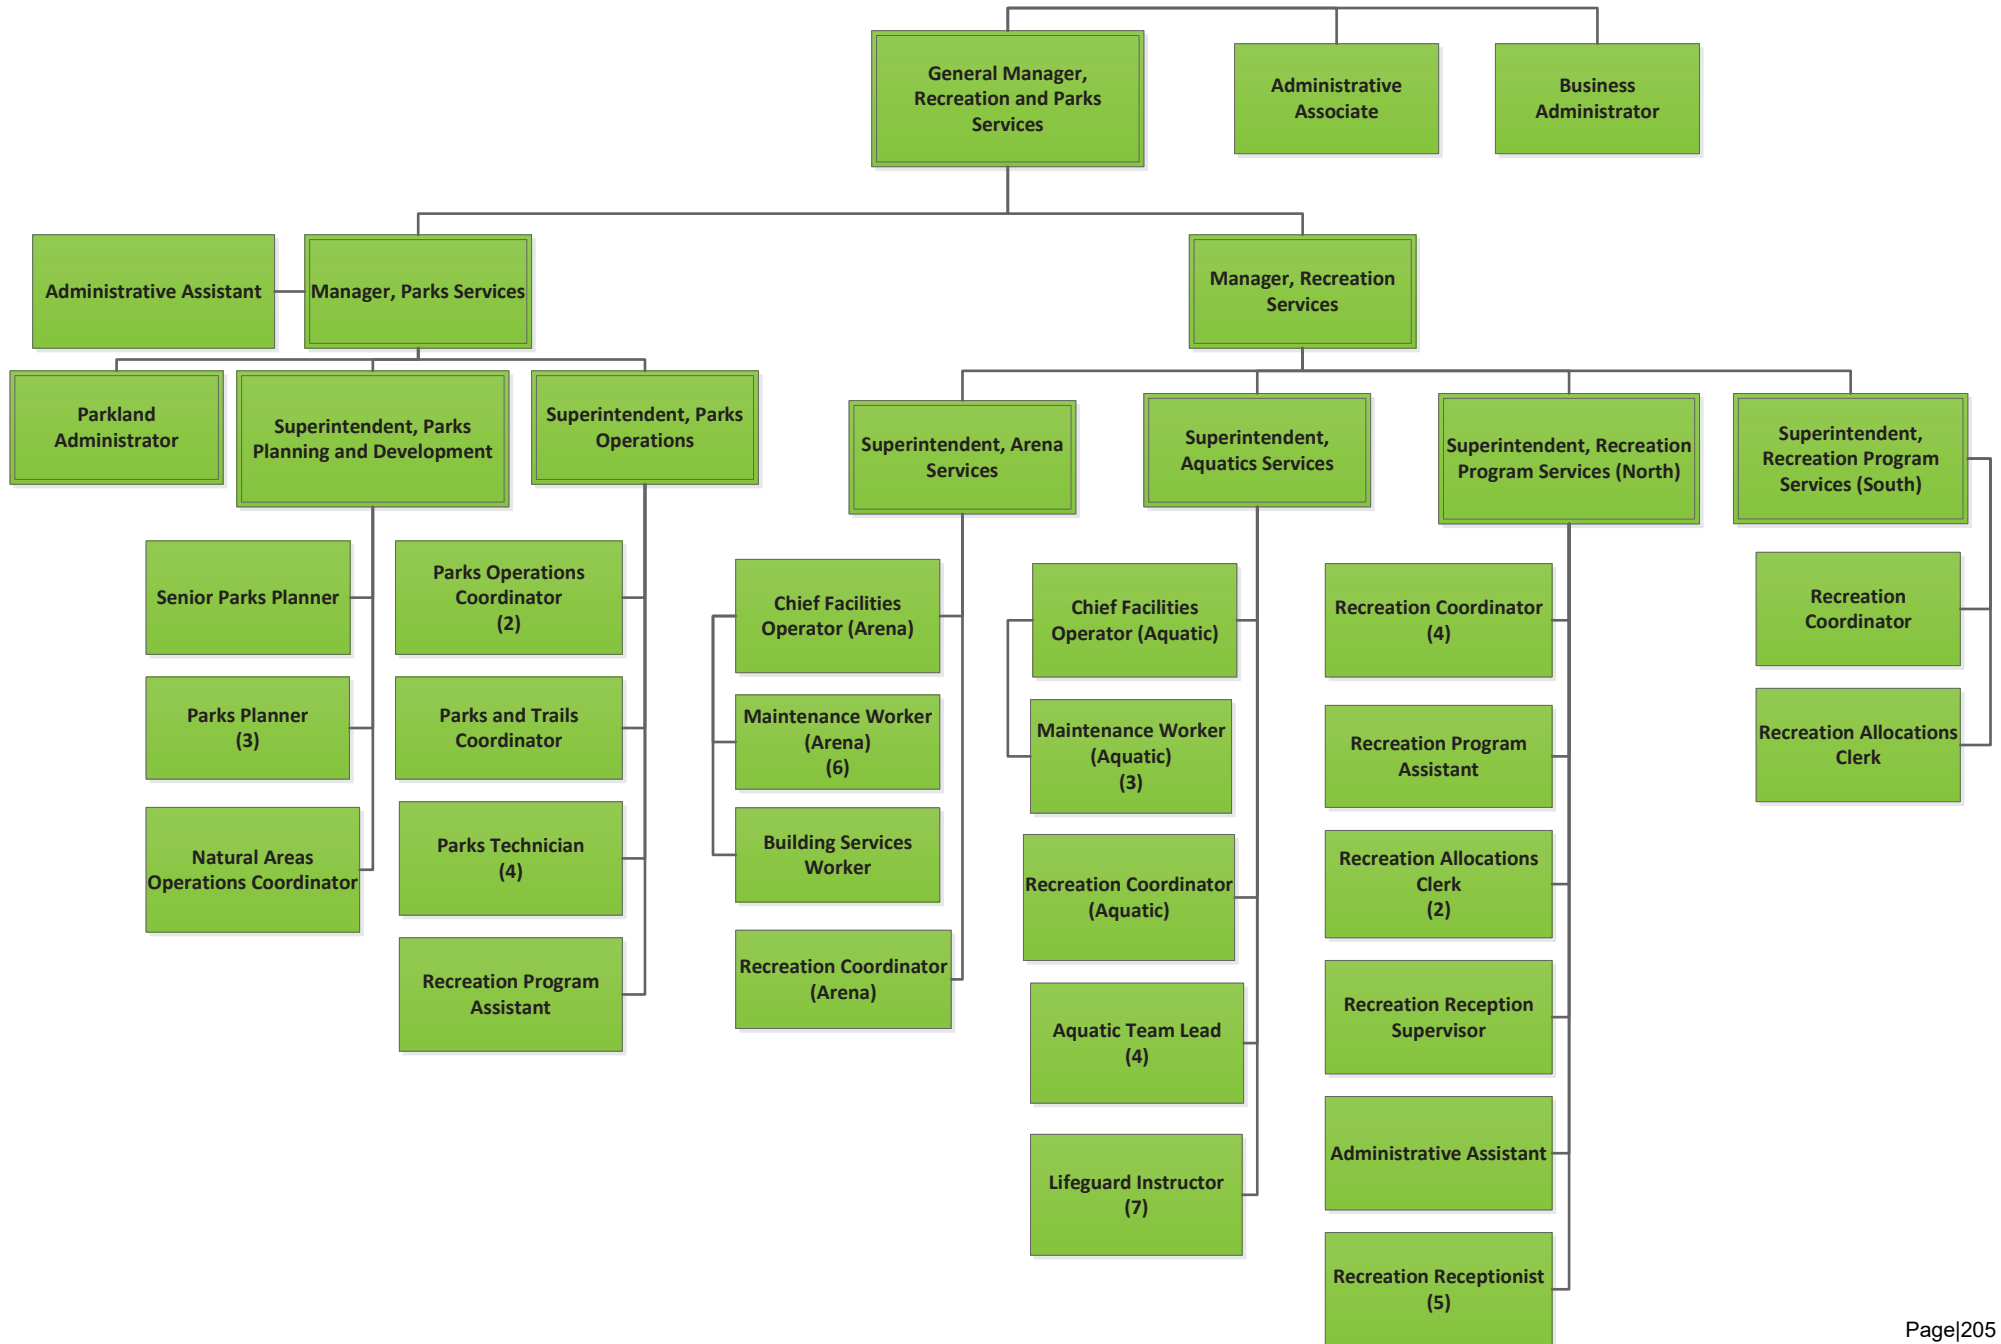 General Manager,
Recreation and Parks
Services
Administrative
Associate
Business
Administrator
Administrative Assistant
Manager, Parks Services
Manager, Recreation
Services
Parkland
Administrator
Superintendent, Parks
Planning and Development
Superintendent, Parks
Operations
Superintendent, Arena
Services
Superintendent,
Aquatics Services
Superintendent, Recreation
Program Services (North)
Superintendent,
Recreation Program
Services (South)
Senior Parks Planner
Parks Planner
(3)
Natural Areas
Operations Coordinator
Parks Operations
Coordinator
(2)
Parks and Trails
Coordinator
Parks Technician
(4)
Recreation Program
Assistant
Chief Facilities
Operator (Arena)
Maintenance Worker
(Arena)
(6)
Building Services
Worker
Recreation Coordinator
(Arena)
Chief Facilities
Operator (Aquatic)
Maintenance Worker
(Aquatic)
(3)
Recreation Coordinator
(Aquatic)
Aquatic Team Lead
(4)
Lifeguard Instructor
(7)
Recreation Coordinator
(4)
Recreation Program
Assistant
Recreation Allocations
Clerk
(2)
Recreation Reception
Supervisor
Administrative Assistant
Recreation Receptionist
(5)
Recreation
Coordinator
Recreation Allocations
Clerk
Page|205